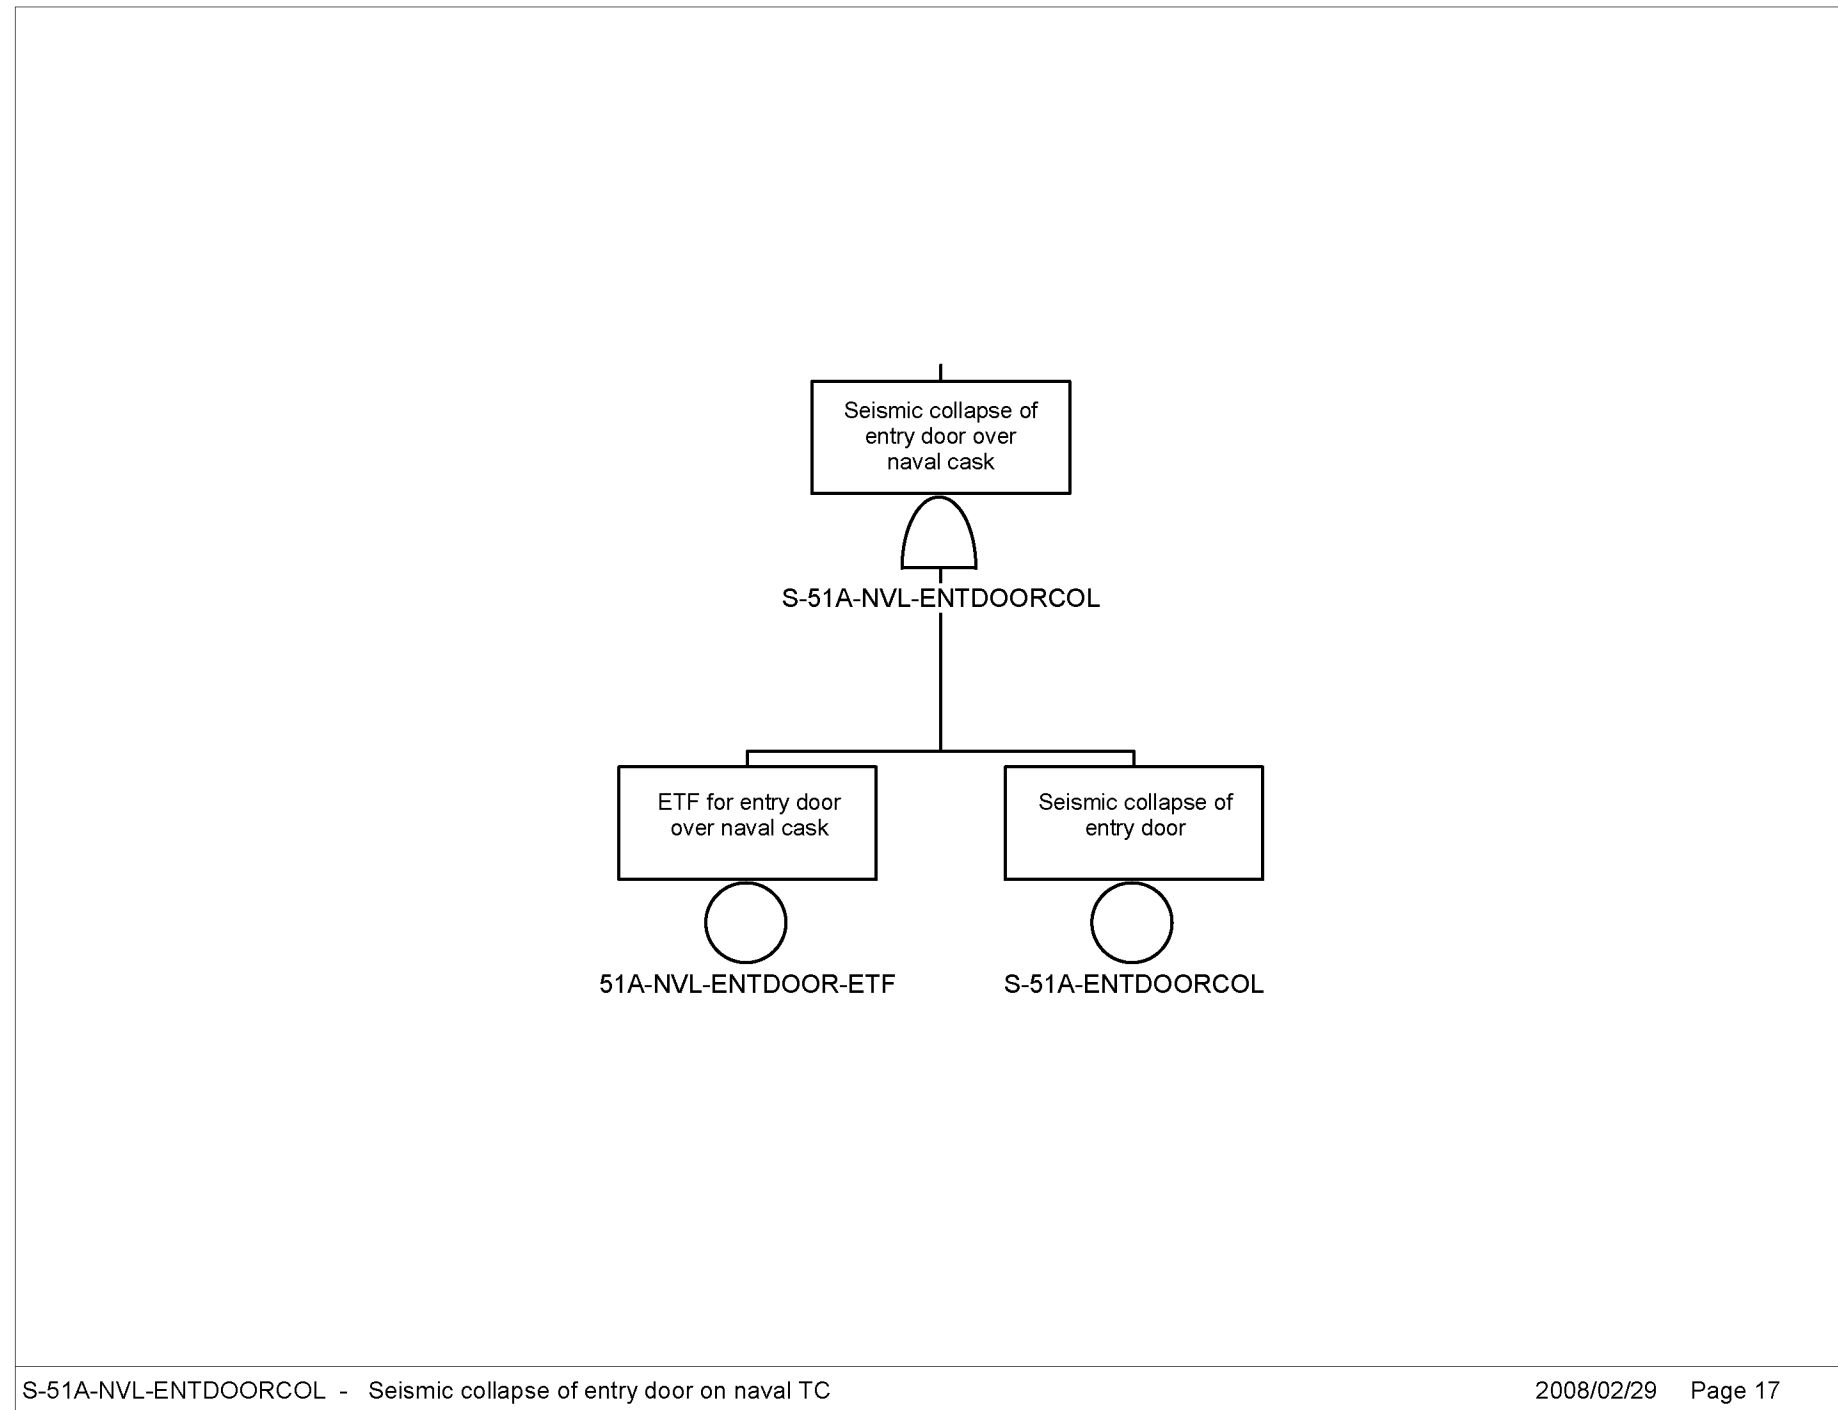 Seismic collapse of
entry door over
naval cask
S-51A-NVL-ENTDOORCOL
ETF for entry door
over naval cask
51A-NVL-ENTDOOR-ETF
Seismic collapse of
entry door
S-51A-ENTDOORCOL
S-51A-NVL-ENTDOORCOL - Seismic collapse of entry door on naval TC
2008/02/29 Page 17